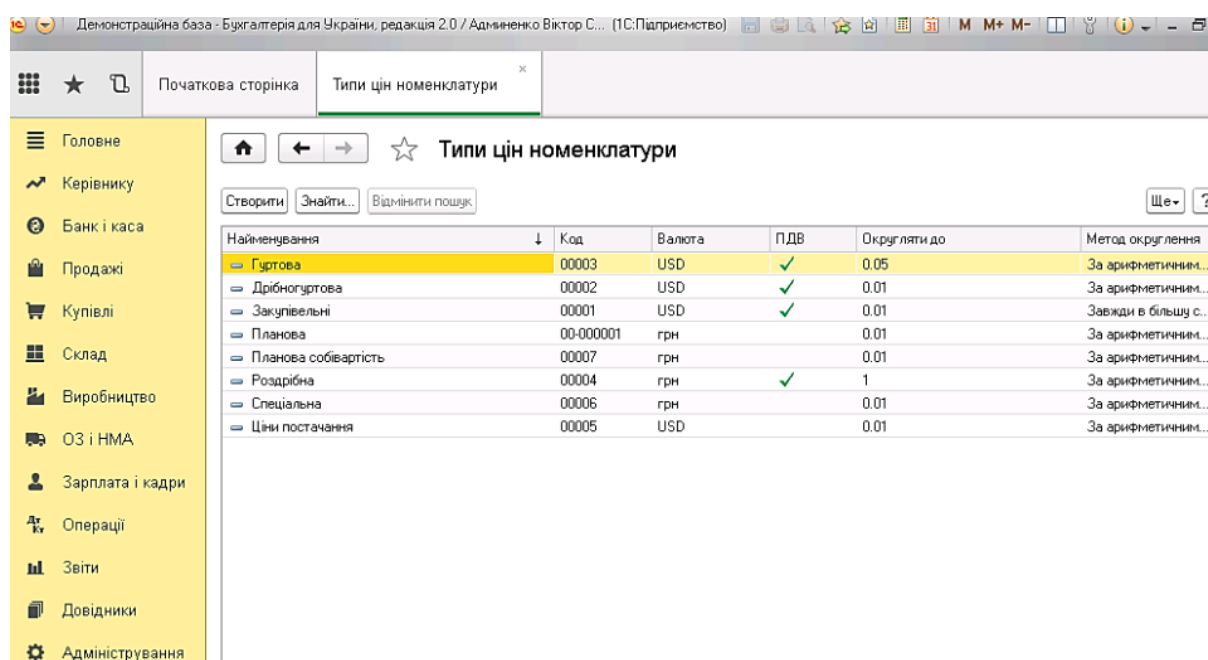 Демонстраційна база - Бухгалтерія для України, редакція 2.0 / Админенко Віктор С... (1С:Підприємство) M M+ M-
Початкова сторінка Типи цін номенклатури
Головне
Керівнику
Банк і каса
Продажі
Купівлі
Склад
Виробництво
ОЗ і НМА
Зарплата і кадри
Операції
Звіти
Довідники
Адміністрування
Типи цін номенклатури
Створити Знайти... Відмінити пошук Ще ?
Найменування Код Валюта ПДВ Округляти до Метод округлення
Гуртова 00003 USD 0.05 За арифметичним...
Дрібногуртова 00002 USD 0.01 За арифметичним...
Закупівельні 00001 USD 0.01 Завжди в більшу с...
Планова 00-000001 грн 0.01 За арифметичним...
Планова собівартість 00007 грн 0.01 За арифметичним...
Роздрібна 00004 грн 1 За арифметичним...
Спеціальна 00006 грн 0.01 За арифметичним...
Ціни постачання 00005 USD 0.01 За арифметичним...